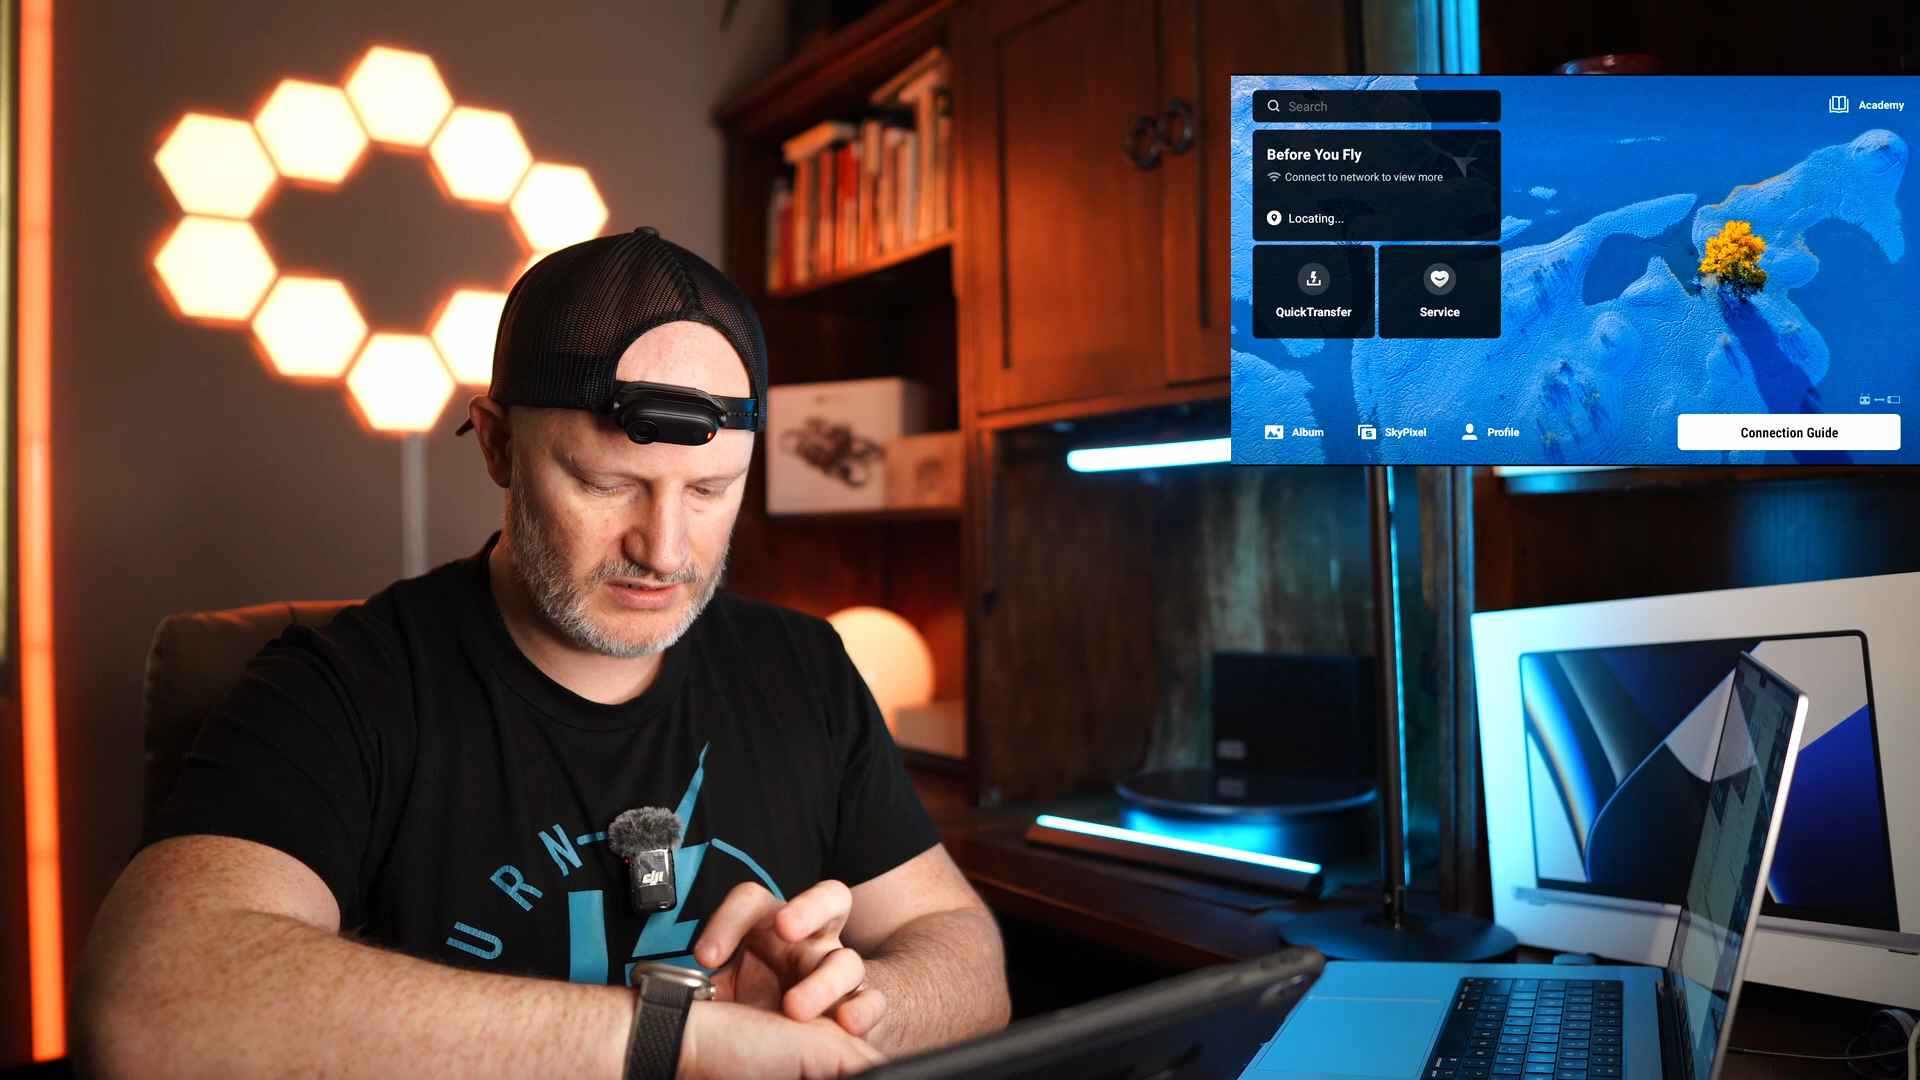 Search
Academy
Before You Fly
Connect to network to view more
Locating...
QuickTransfer
Service
Album
SkyPixel
Profile
Connection Guide
URN
dji